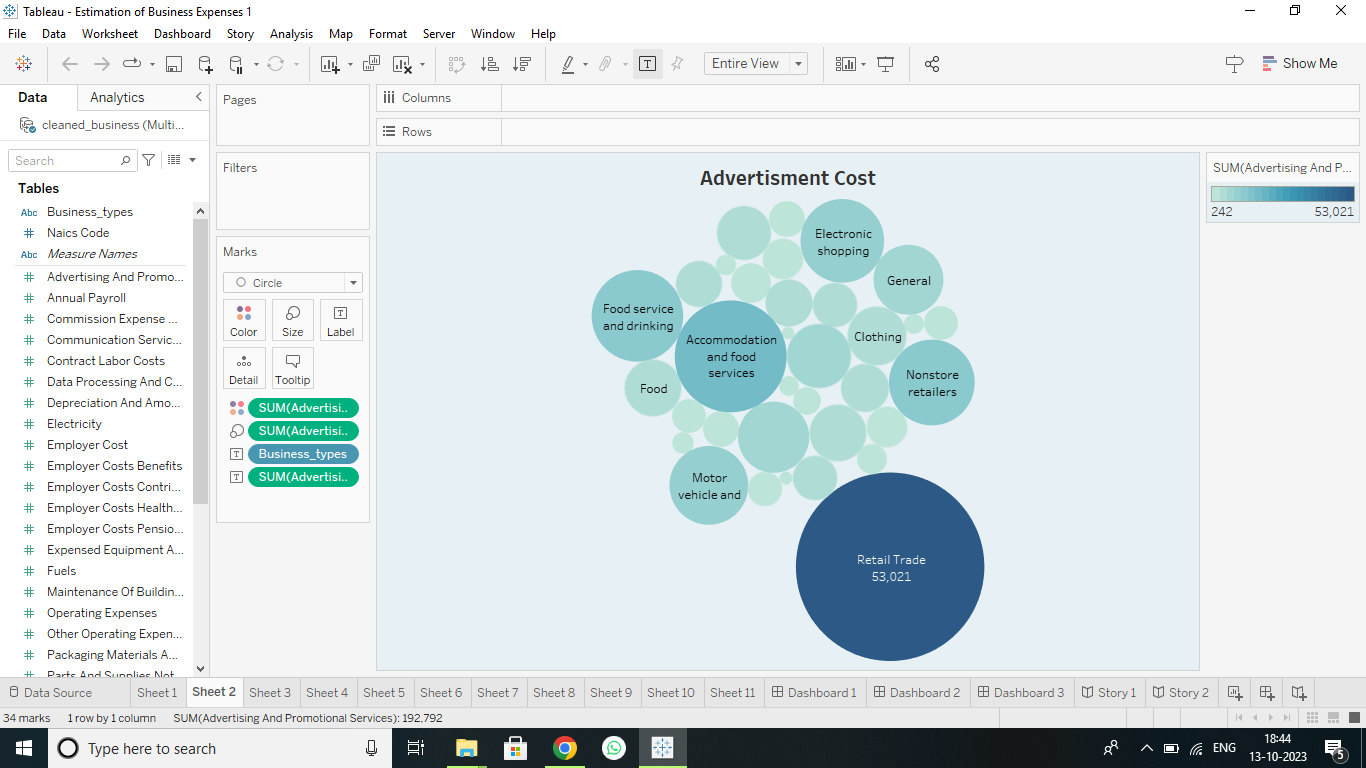 Tableau - Estimation of Business Expenses 1
File Data Worksheet Dashboard Story Analysis Map Format Server Window Help
Entire View
Show Me
Data Analytics
cleaned_business (Multi...
Search
Tables
Abc Business_types
# Naics Code
Abc Measure Names
# Advertising And Promo...
# Annual Payroll
# Commission Expense ...
# Communication Servic...
# Contract Labor Costs
# Data Processing And C...
# Depreciation And Amo...
# Electricity
# Employer Cost
# Employer Costs Benefits
# Employer Costs Contri...
# Employer Costs Health...
# Employer Costs Pensio...
# Expensed Equipment A...
# Fuels
# Maintenance Of Buildin...
# Operating Expenses
# Other Operating Expen...
# Packaging Materials A...
# Parts And Supplies Not
Pages
Filters
Marks
Circle
Color Size Label
Detail Tooltip
SUM(Advertisi..
SUM(Advertisi..
Business_types
SUM(Advertisi..
Columns
Rows
Advertisment Cost
Electronic
shopping
General
Food service
and drinking
Accommodation
and food
services
Clothing
Nonstore
retailers
Food
Motor
vehicle and
Retail Trade
53,021
SUM(Advertising And P...
242 53,021
Data Source Sheet 1 Sheet 2 Sheet 3 Sheet 4 Sheet 5 Sheet 6 Sheet 7 Sheet 8 Sheet 9 Sheet 10 Sheet 11 Dashboard 1 Dashboard 2 Dashboard 3 Story 1 Story 2
34 marks 1 row by 1 column SUM(Advertising And Promotional Services): 192,792
Type here to search
ENG
18:44
13-10-2023
5